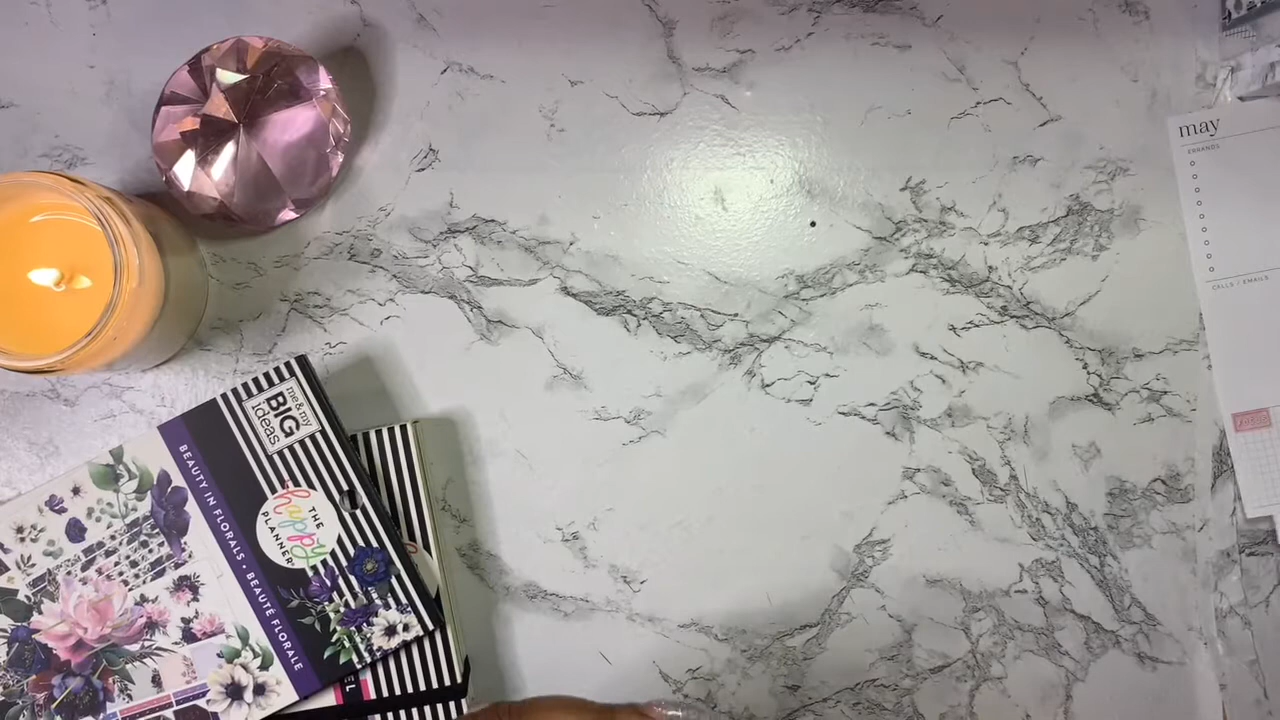 may
ERRANDS
CALLS / EMAILS
me & my
BIG
ideas
THE
happy
PLANNER
BEAUTY IN FLORALS • BEAUTÉ FLORALE